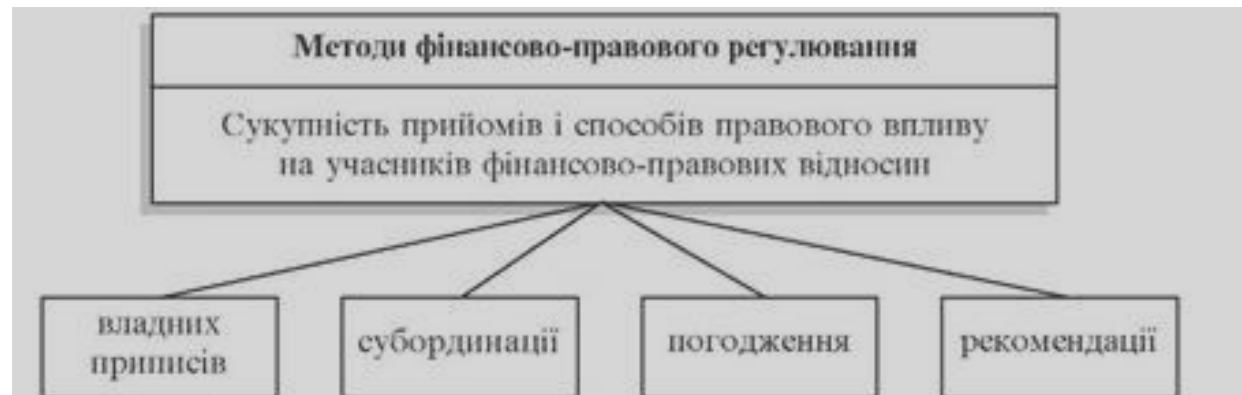 Методи фінансово-правового регулювання
Сукупність прийомів і способів правового впливу
на учасників фінансово-правових відносин
владних
приписів
субординації
погодження
рекомендації